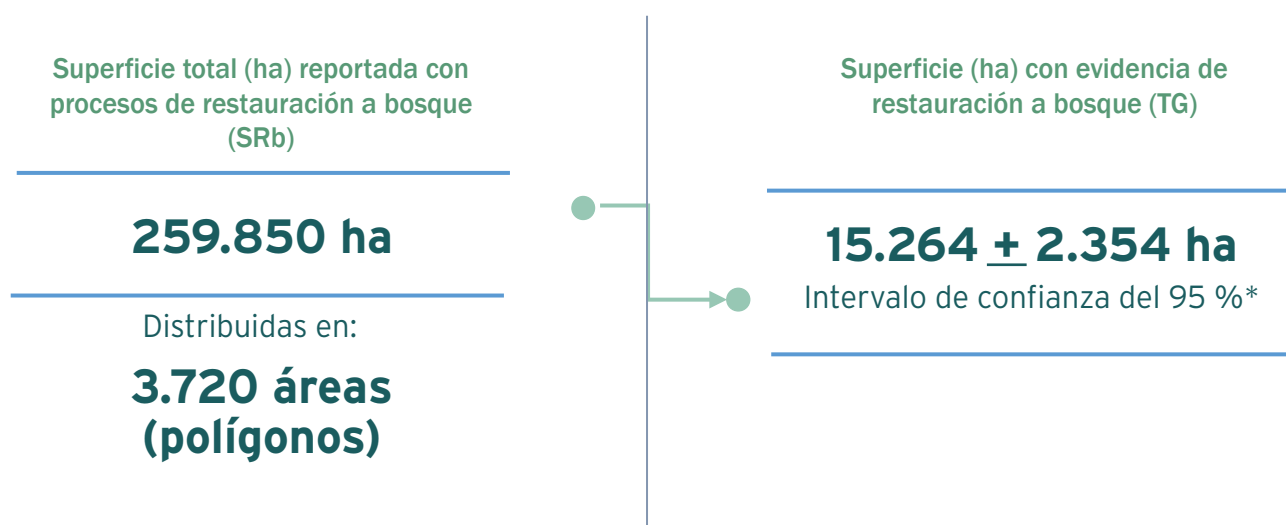 Superficie total (ha) reportada con
procesos de restauración a bosque
(SRb)
259.850 ha
Distribuidas en:
3.720 áreas
(polígonos)
Superficie (ha) con evidencia de
restauración a bosque (TG)
15.264 + 2.354 ha
Intervalo de confianza del 95 %*